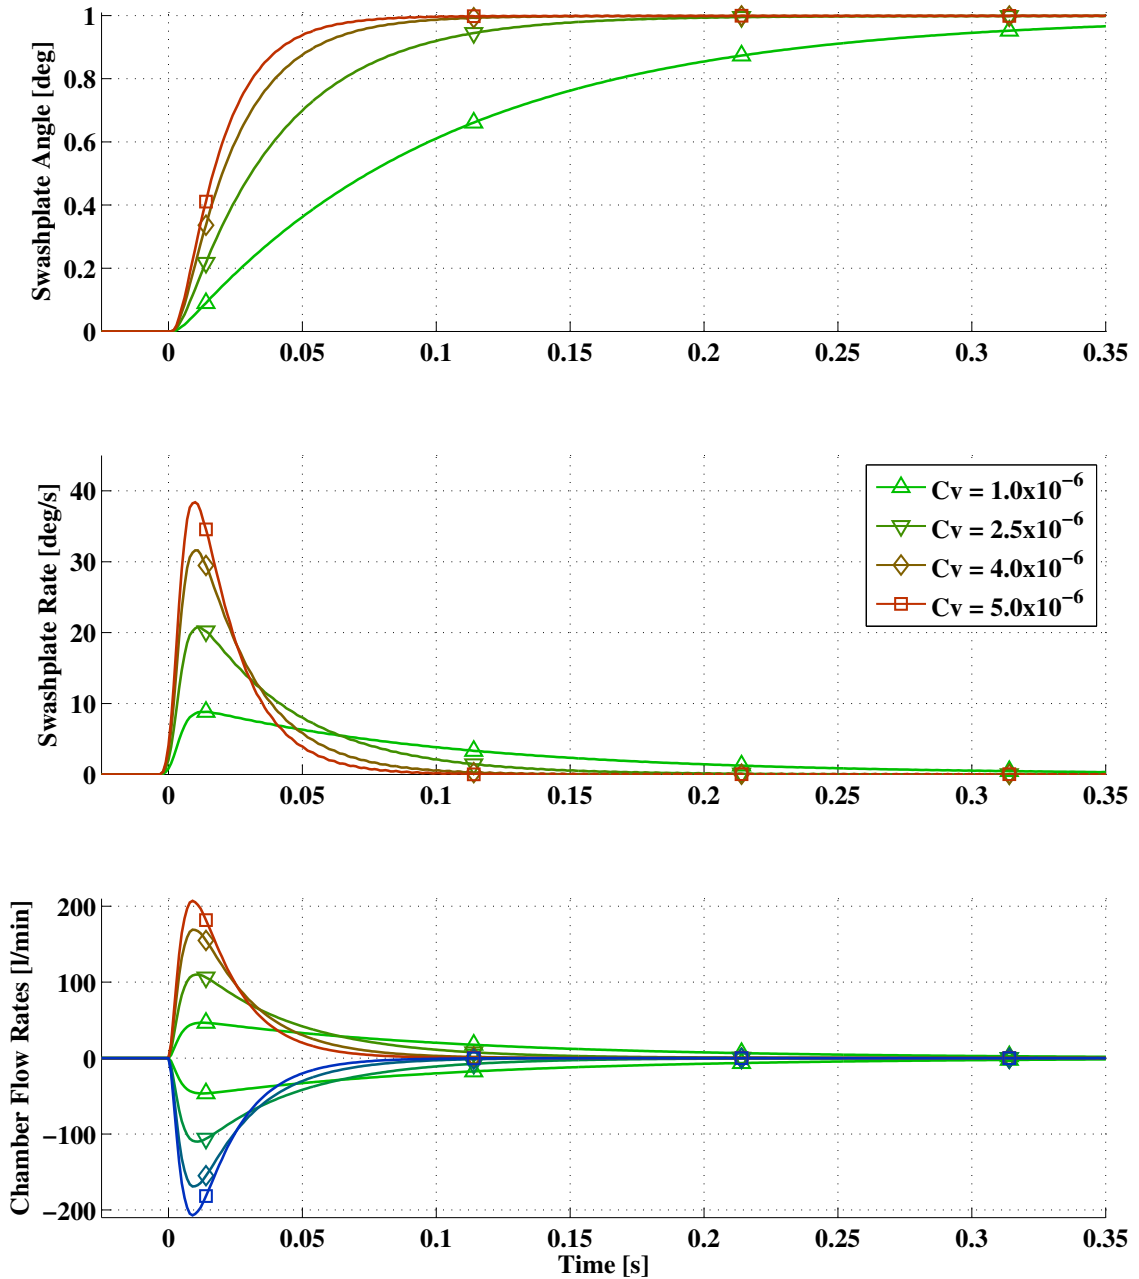 Swashplate Angle [deg]
1
0.8
0.6
0.4
0.2
0
0 0.05 0.1 0.15 0.2 0.25 0.3 0.35
Swashplate Rate [deg/s]
40
30
20
10
0
Cv = 1.0x10⁻⁶
Cv = 2.5x10⁻⁶
Cv = 4.0x10⁻⁶
Cv = 5.0x10⁻⁶
0 0.05 0.1 0.15 0.2 0.25 0.3 0.35
Chamber Flow Rates [l/min]
200
100
0
−100
−200
0 0.05 0.1 0.15 0.2 0.25 0.3 0.35
Time [s]